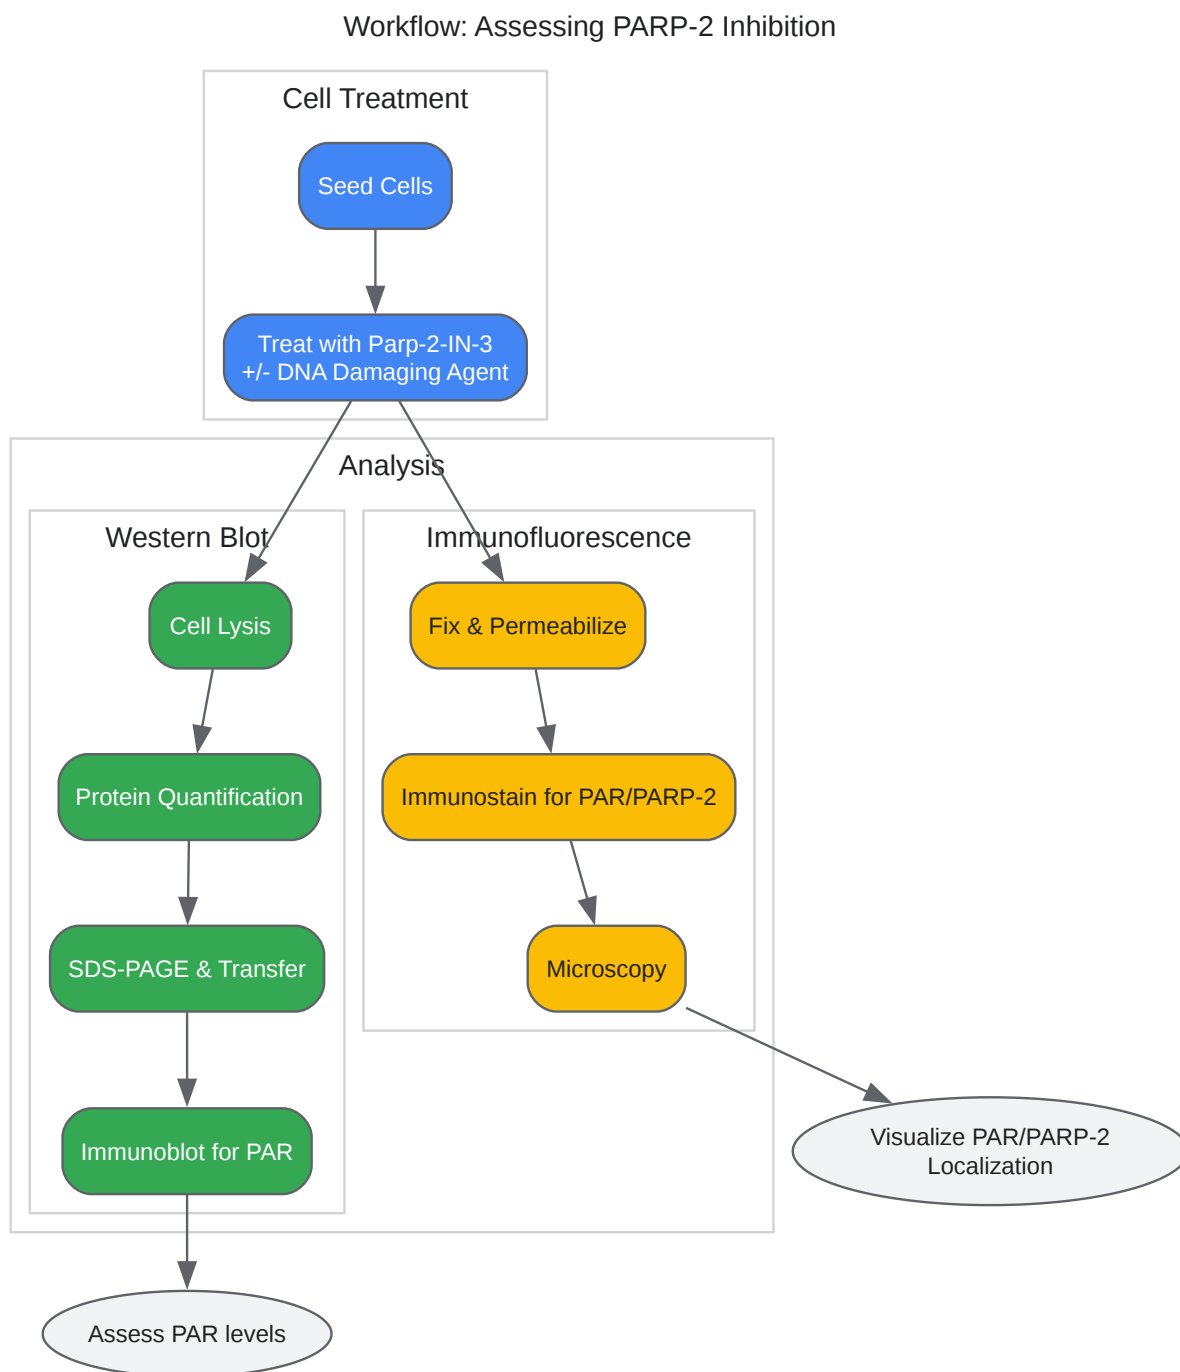 Workflow: Assessing PARP-2 Inhibition
Cell Treatment
Seed Cells
Treat with Parp-2-IN-3
+/- DNA Damaging Agent
Analysis
Western Blot
Cell Lysis
Protein Quantification
SDS-PAGE & Transfer
Immunoblot for PAR
Assess PAR levels
Immunofluorescence
Fix & Permeabilize
Immunostain for PAR/PARP-2
Microscopy
Visualize PAR/PARP-2
Localization